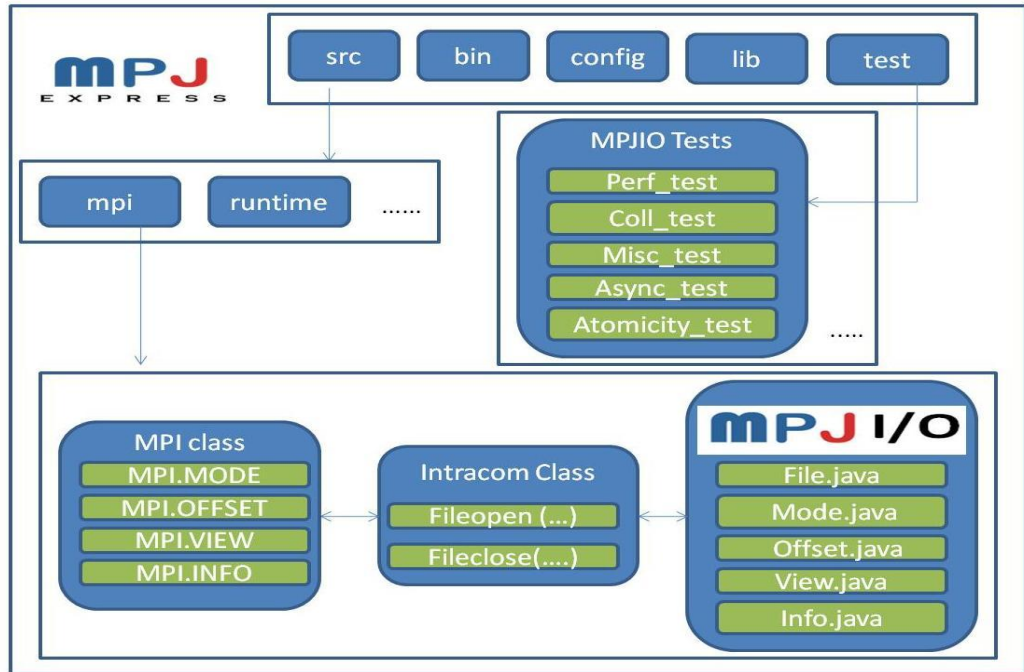 MPJ
EXPRESS
src
bin
config
lib
test
mpi
runtime
......
MPJIO Tests
Perf_test
Coll_test
Misc_test
Async_test
Atomicity_test
.....
MPI class
MPI.MODE
MPI.OFFSET
MPI.VIEW
MPI.INFO
Intracom Class
Fileopen (...)
Fileclose(....)
MPJ I/O
File.java
Mode.java
Offset.java
View.java
Info.java